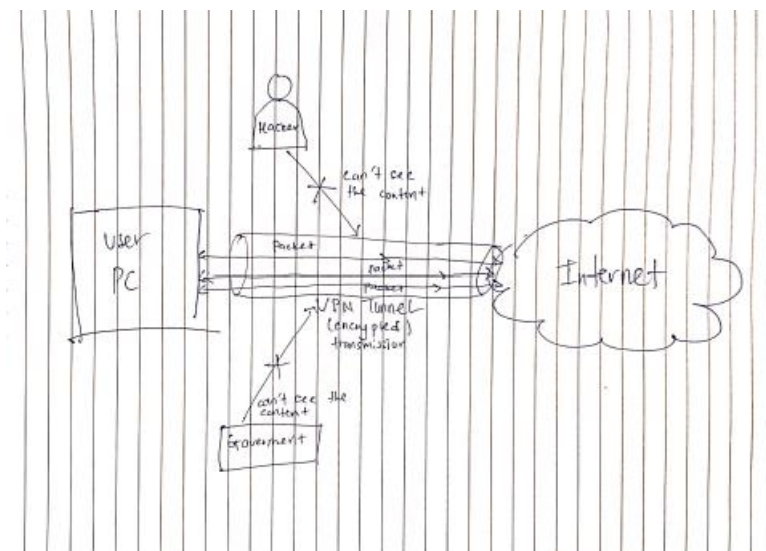 Hacker
can't see
the content
User
PC
Packet
Packet
Packet
Internet
VPN Tunnel
(encrypted)
transmission
can't see the
content
Goverment